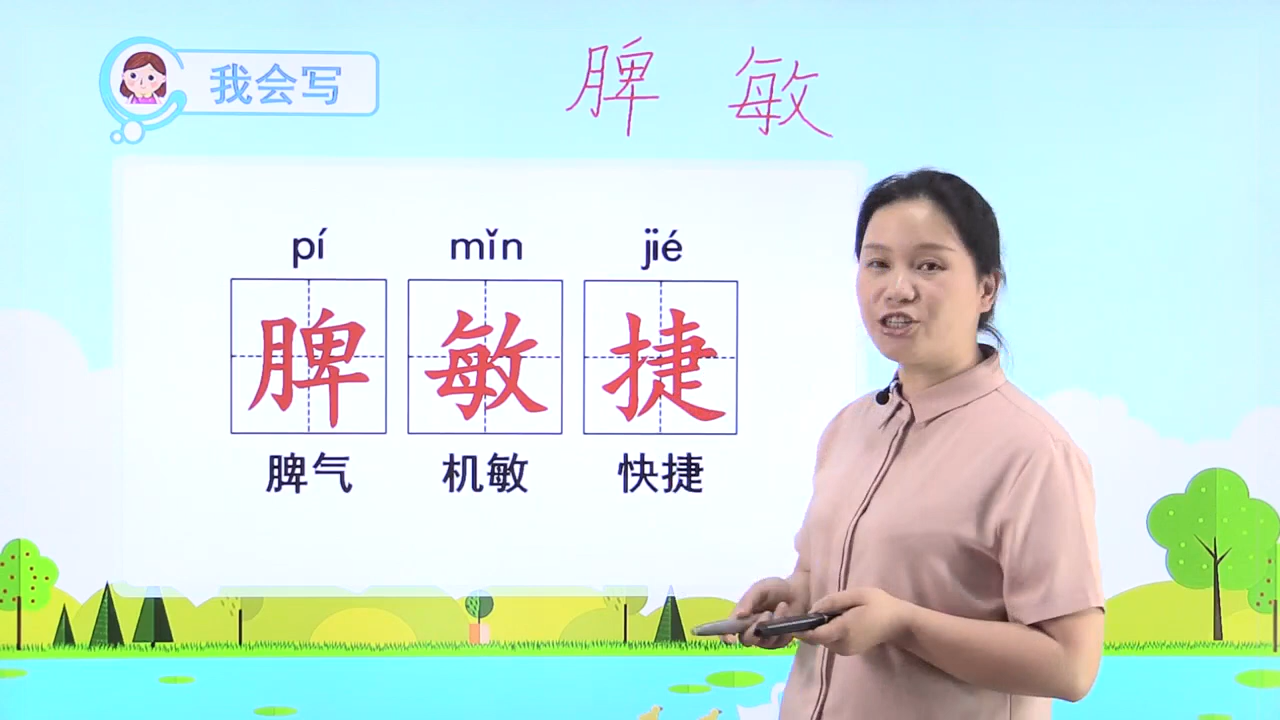 我会写
脾 敏
pí mǐn jié
脾 敏 捷
脾气 机敏 快捷